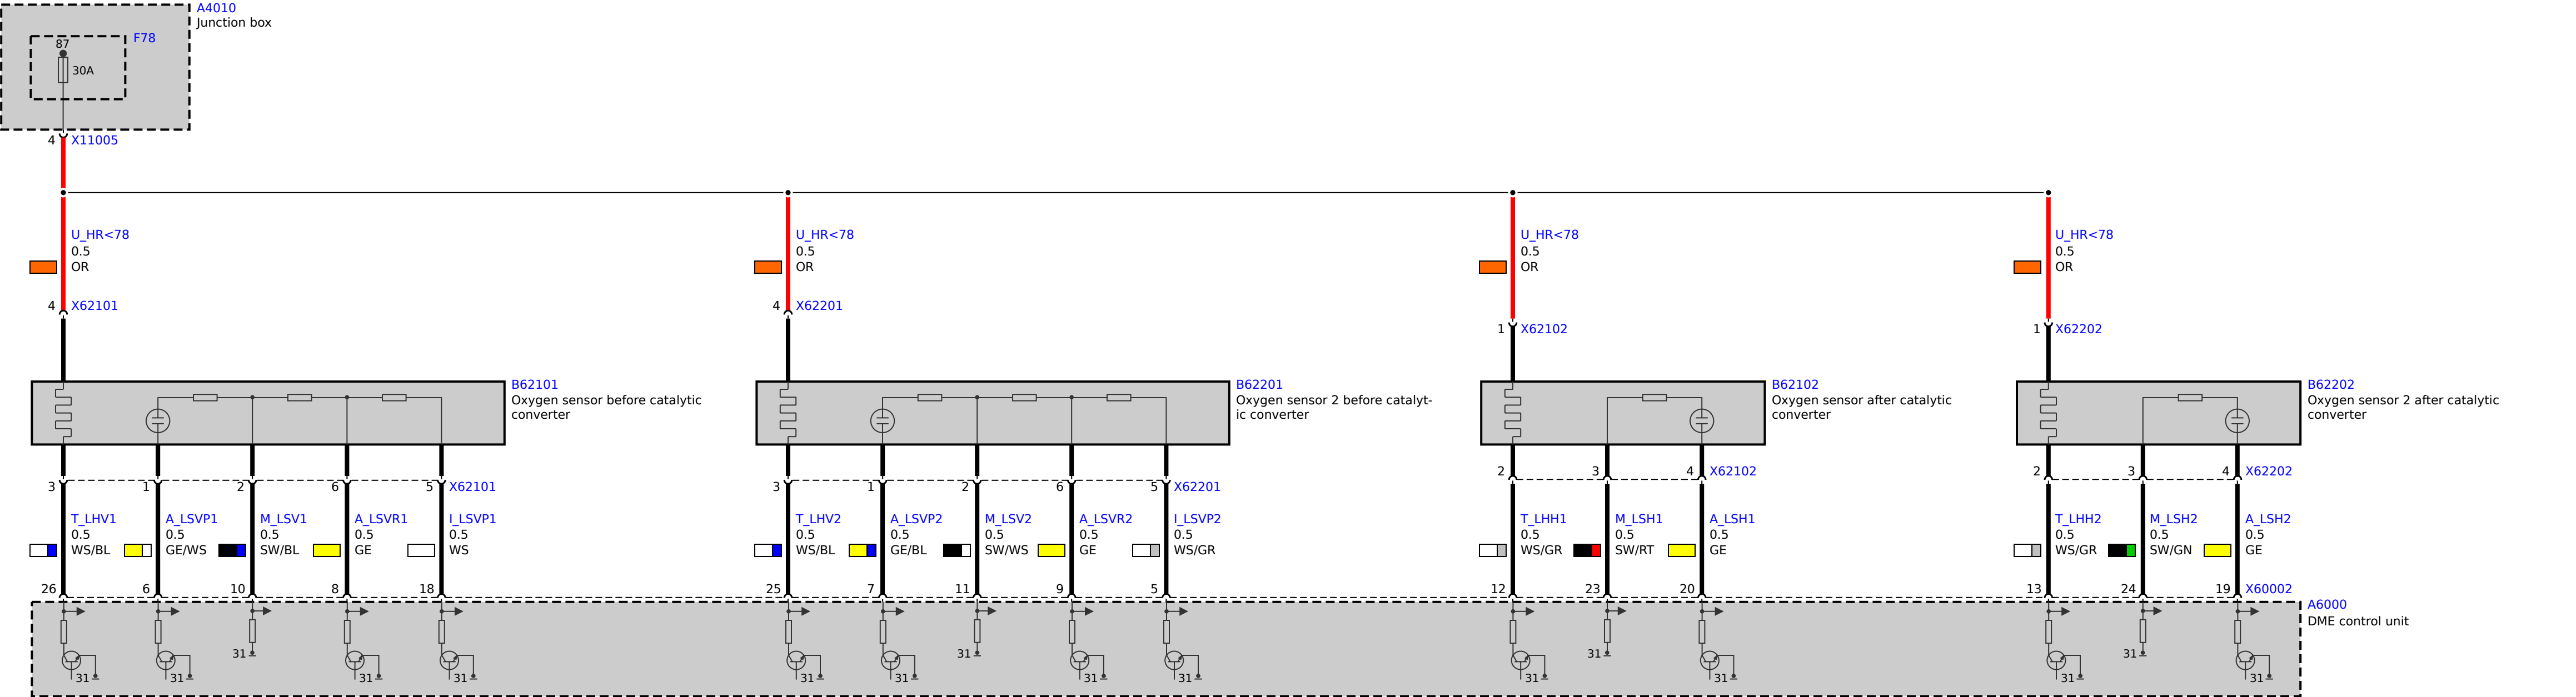 A4010
Junction box
F78
87
30A
4 X11005
U_HR<78 U_HR<78 U_HR<78 U_HR<78
0.5 0.5 0.5 0.5
OR OR OR OR
4 X62101 4 X62201
1 X62102 1 X62202
B62101 B62201 B62102 B62202
Oxygen sensor before catalytic Oxygen sensor 2 before catalyt- Oxygen sensor after catalytic Oxygen sensor 2 after catalytic
converter ic converter converter converter
2 3 4 X62102 2 3 4 X62202
3 1 2 6 5 X62101 3 1 2 6 5 X62201
T_LHV1 A_LSVP1 M_LSV1 A_LSVR1 I_LSVP1 T_LHV2 A_LSVP2 M_LSV2 A_LSVR2 I_LSVP2 T_LHH1 M_LSH1 A_LSH1 T_LHH2 M_LSH2 A_LSH2
0.5 0.5 0.5 0.5 0.5 0.5 0.5 0.5 0.5 0.5 0.5 0.5 0.5 0.5 0.5 0.5
WS/BL GE/WS SW/BL GE WS WS/BL GE/BL SW/WS GE WS/GR WS/GR SW/RT GE WS/GR SW/GN GE
26 6 10 8 18 25 7 11 9 5 12 23 20 13 24 19 X60002
A6000
DME control unit
31 31 31 31
31 31 31 31 31 31 31 31 31 31 31 31